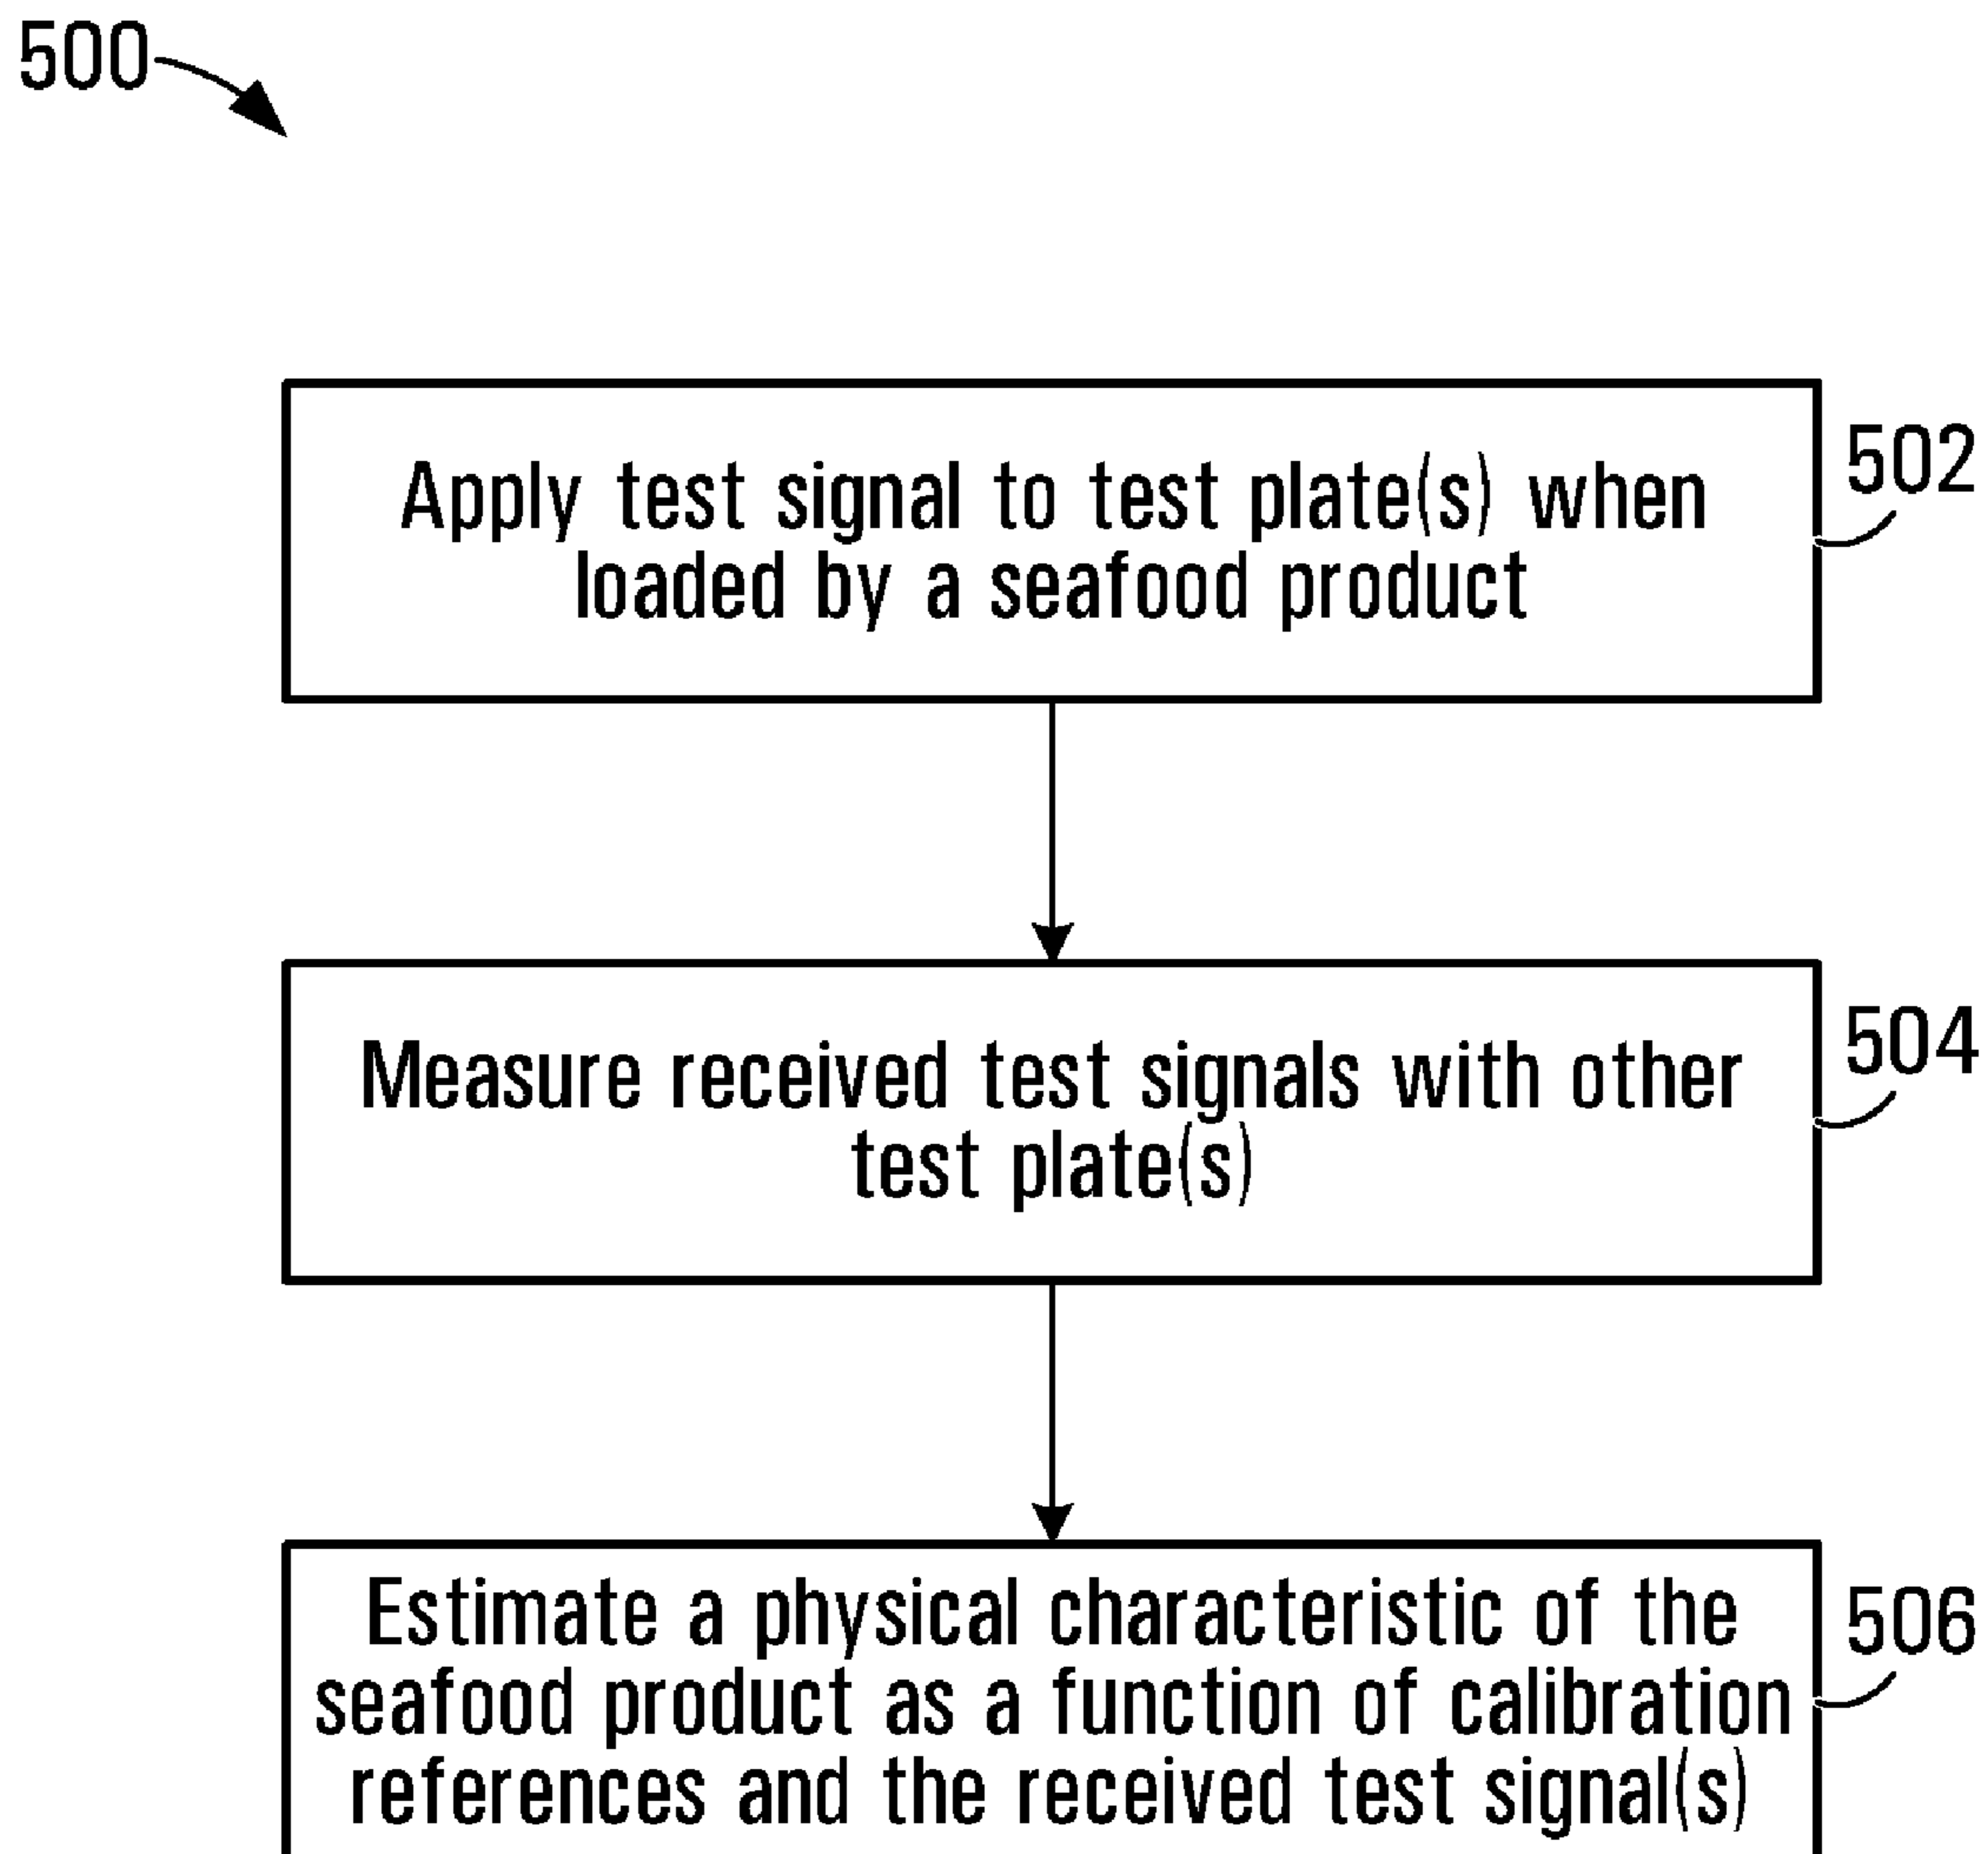 500
Apply test signal to test plate(s) when
loaded by a seafood product
502
Measure received test signals with other
test plate(s)
504
Estimate a physical characteristic of the
seafood product as a function of calibration
references and the received test signal(s)
506